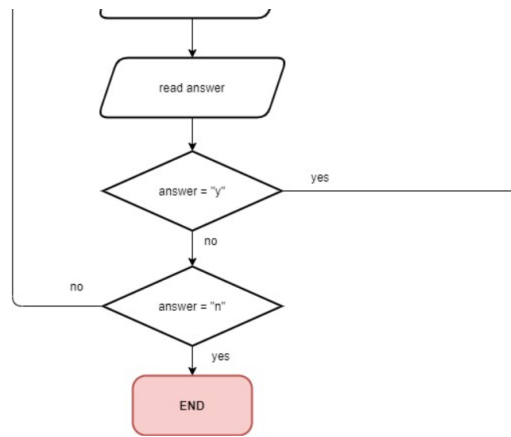 read answer
answer = "y"
yes
no
no
answer = "n"
yes
END